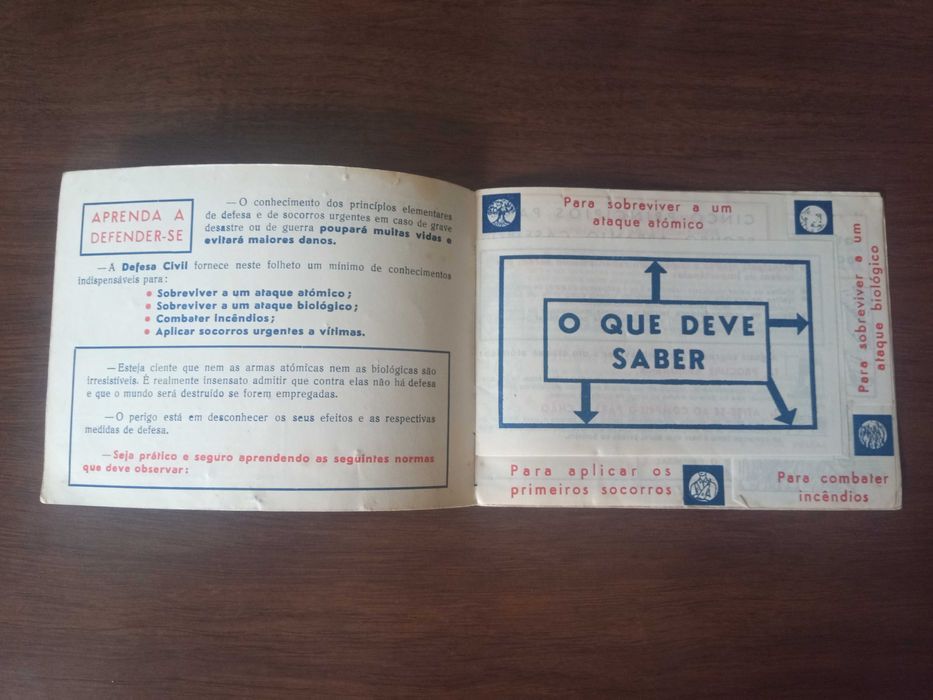 APRENDA A
DEFENDER-SE
—O conhecimento dos princípios elementares
de defesa e de socorros urgentes em caso de grave
desastre ou de guerra poupará muitas vidas e
evitará maiores danos.
—A Defesa Civil fornece neste folheto um mínimo de conhecimentos
indispensáveis para:
• Sobreviver a um ataque atómico;
• Sobreviver a um ataque biológico;
• Combater incêndios;
• Aplicar socorros urgentes a vítimas.
—Esteja ciente que nem as armas atómicas nem as biológicas são
irresistíveis. É realmente insensato admitir que contra elas não há defesa
e que o mundo será destruído se forem empregadas.
—O perigo está em desconhecer os seus efeitos e as respectivas
medidas de defesa.
—Seja prático e seguro aprendendo as seguintes normas
que deve observar:
Para sobreviver a um
ataque atómico
Para sobreviver a um
ataque biológico
O QUE DEVE
SABER
Para aplicar os
primeiros socorros
Para combater
incêndios